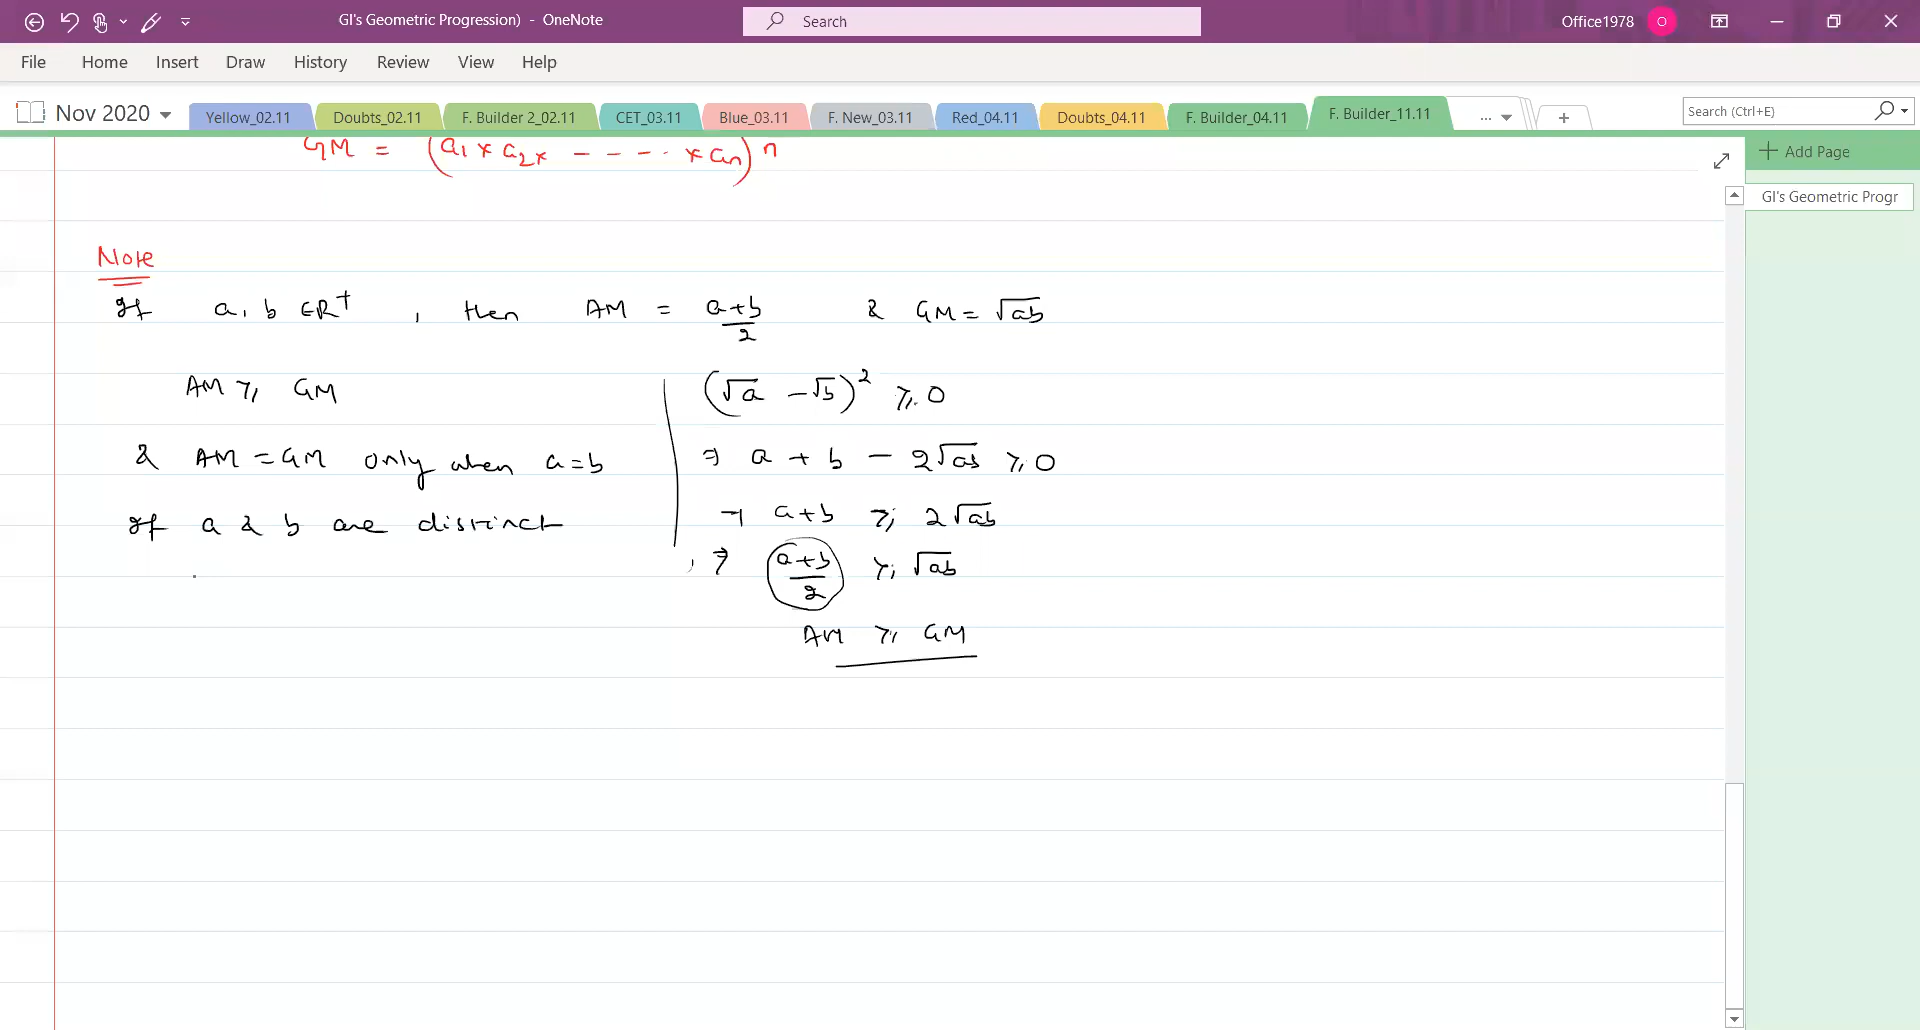 GI's Geometric Progression) - OneNote
Search
Office1978
O
File Home Insert Draw History Review View Help
Nov 2020
Yellow_02.11 Doubts_02.11 F. Builder 2_02.11 CET_03.11 Blue_03.11 F. New_03.11 Red_04.11 Doubts_04.11 F. Builder_04.11 F. Builder_11.11 ... +
Search (Ctrl+E)
+ Add Page
GI's Geometric Progr
GM = (a₁ × a₂ × - - - - · × aₙ) n
Note
If a, b ∈R⁺ , then AM = a+b/2 & GM = √ab
AM ≥ GM
& AM = GM only when a=b
If a & b are distinct
(√a - √b)² ≥ 0
⇒ a + b - 2√ab ≥ 0
⇒ a+b ≥ 2√ab
⇒ a+b/2 ≥ √ab
AM ≥ GM